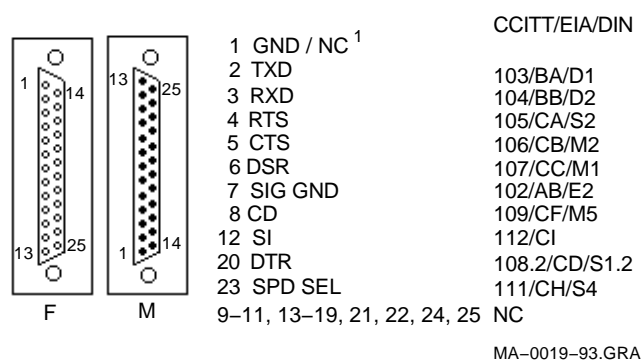 CCITT/EIA/DIN
1 GND / NC 1
2 TXD 103/BA/D1
3 RXD 104/BB/D2
4 RTS 105/CA/S2
5 CTS 106/CB/M2
6 DSR 107/CC/M1
7 SIG GND 102/AB/E2
8 CD 109/CF/M5
12 SI 112/CI
20 DTR 108.2/CD/S1.2
23 SPD SEL 111/CH/S4
9–11, 13–19, 21, 22, 24, 25 NC
1 14
13 25
F
13 25
1 14
M
MA–0019–93.GRA